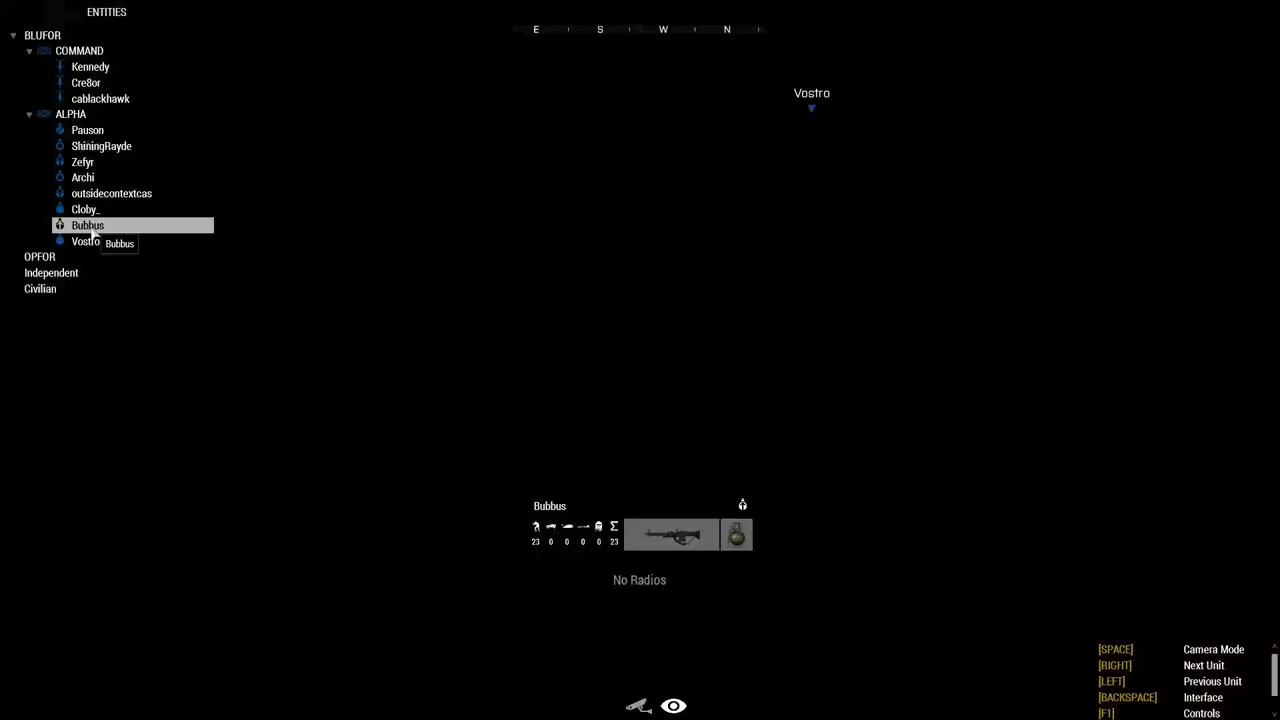 ENTITIES
E S W N
BLUFOR
COMMAND
Kennedy
Cre8or
cablackhawk
Vostro
ALPHA
Pauson
ShiningRayde
Zefyr
Archi
outsidecontextcas
Cloby_
Bubbus
Vostro
Bubbus
OPFOR
Independent
Civilian
Bubbus
23 0 0 0 0 23
No Radios
[SPACE] Camera Mode
[RIGHT] Next Unit
[LEFT] Previous Unit
[BACKSPACE] Interface
[F1] Controls